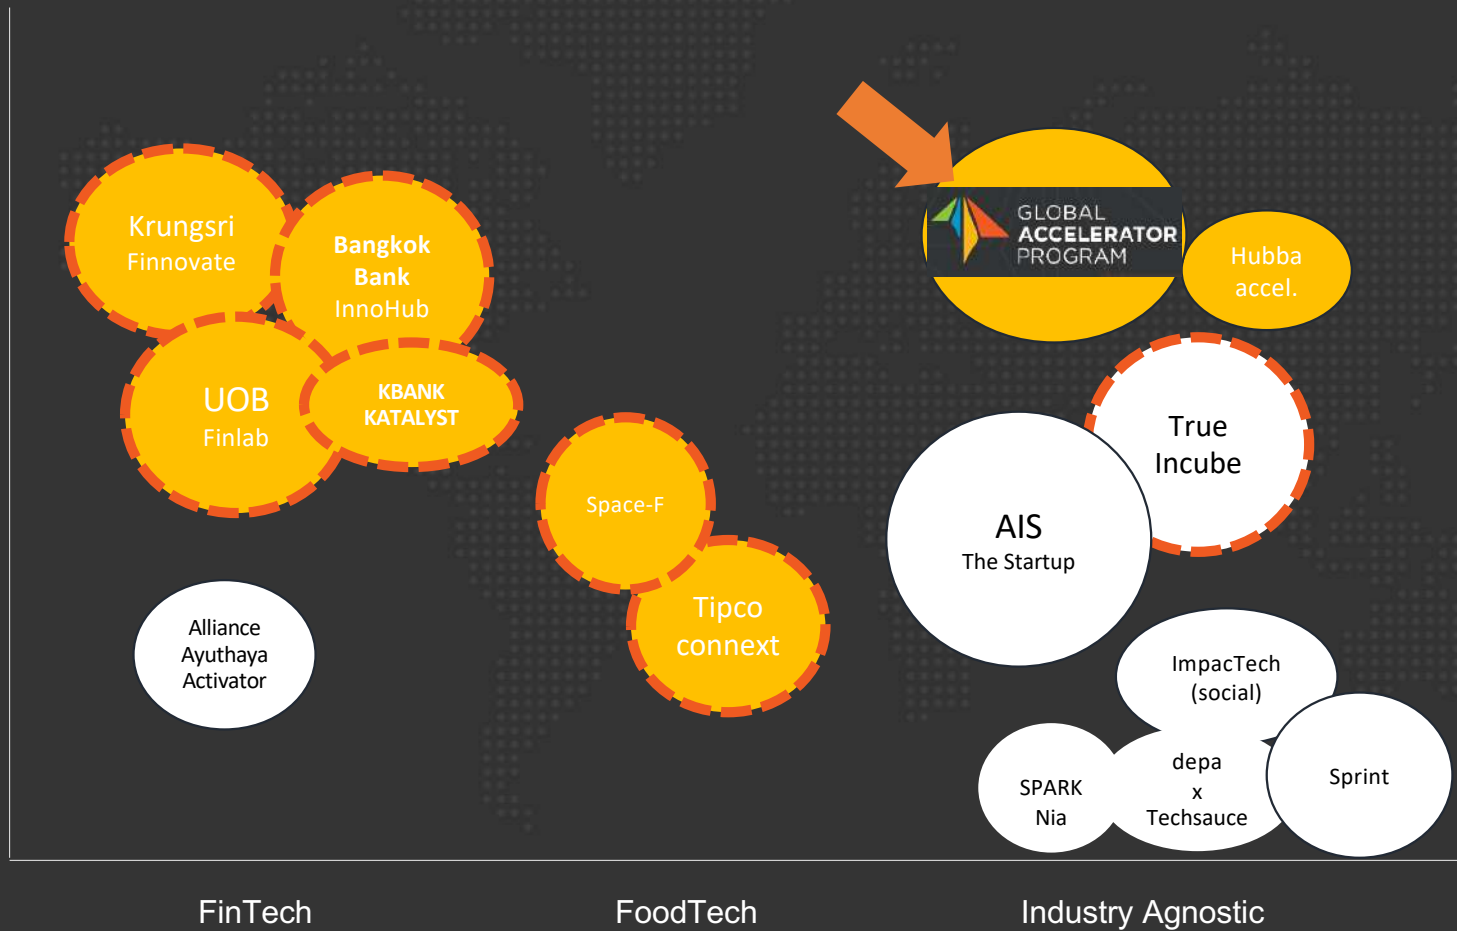 Krungsri
Finnovate
Bangkok
Bank
InnoHub
UOB
Finlab
KBANK
KATALYST
Alliance
Ayuthaya
Activator
Space-F
Tipco
connext
GLOBAL
ACCELERATOR
PROGRAM
Hubba
accel.
True
Incube
AIS
The Startup
ImpacTech
(social)
SPARK
Nia
depa
x
Techsauce
Sprint
FinTech
FoodTech
Industry Agnostic